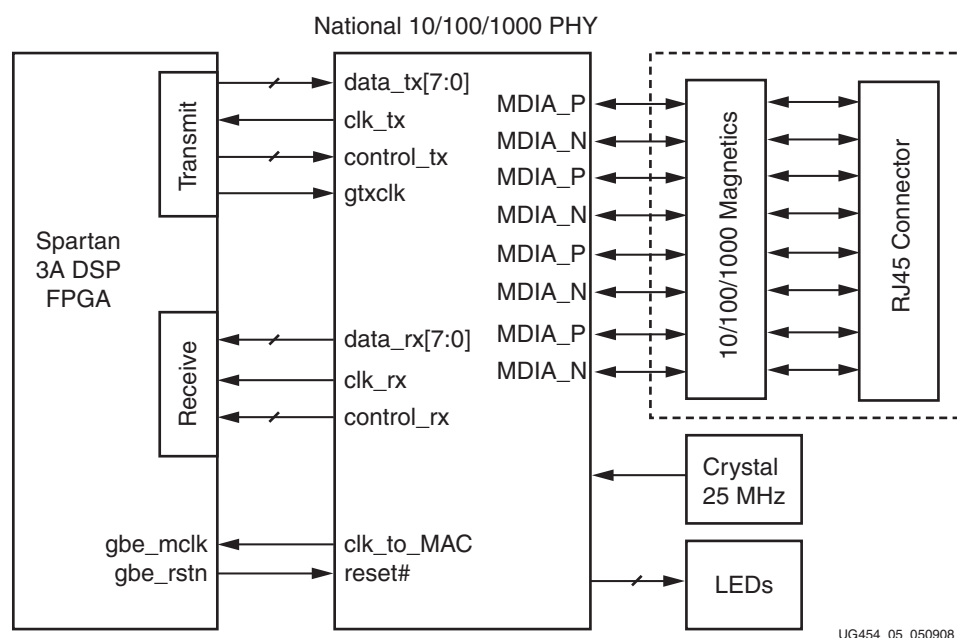 National 10/100/1000 PHY
Transmit
data_tx[7:0]
clk_tx
control_tx
gtxclk
Spartan
3A DSP
FPGA
Receive
data_rx[7:0]
clk_rx
control_rx
gbe_mclk
gbe_rstn
clk_to_MAC
reset#
MDIA_P
MDIA_N
MDIA_P
MDIA_N
MDIA_P
MDIA_N
MDIA_P
MDIA_N
10/100/1000 Magnetics
RJ45 Connector
Crystal
25 MHz
LEDs
UG454_05_050908